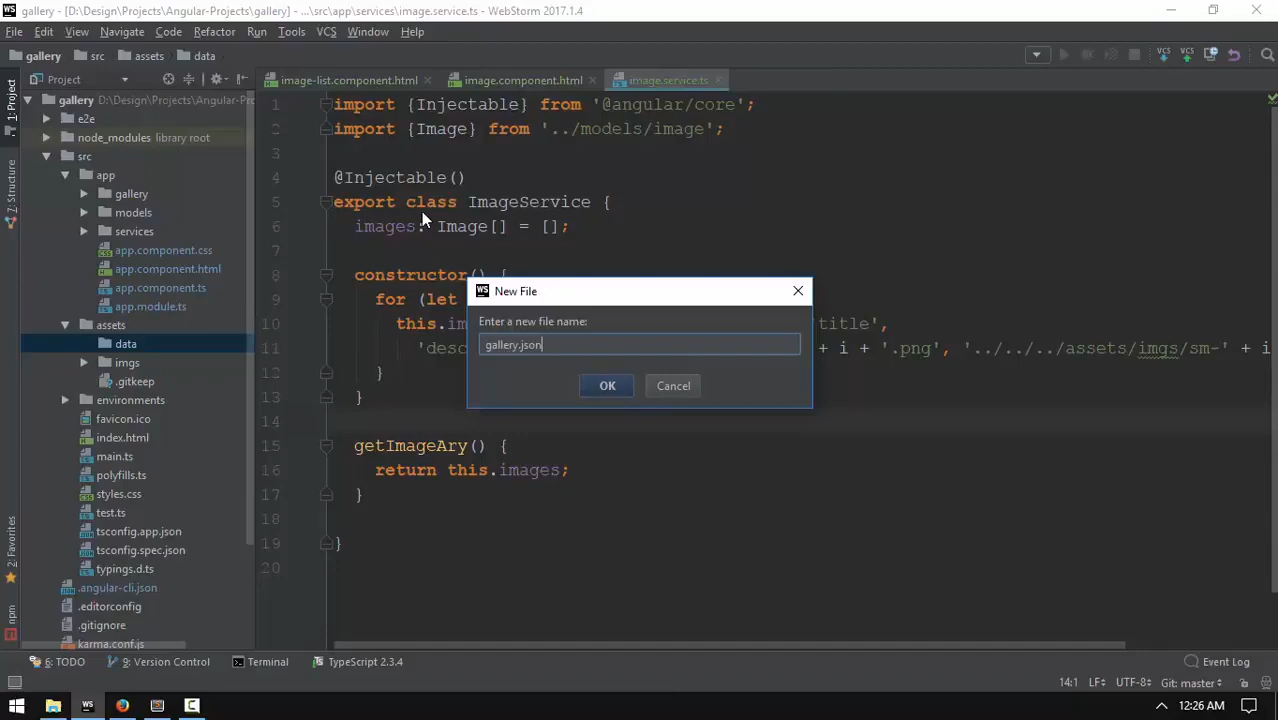 gallery - [D:\Design\Projects\Angular-Projects\gallery] - ...\src\app\services\image.service.ts - WebStorm 2017.1.4
File Edit View Navigate Code Refactor Run Tools VCS Window Help
gallery src assets data
Project
image-list.component.html image.component.html image.service.ts
1: Project
7: Structure
2: Favorites
npm
gallery D:\Design\Projects\Angular-Pro
e2e
node_modules library root
src
app
gallery
models
services
app.component.css
app.component.html
app.component.ts
app.module.ts
assets
data
imgs
.gitkeep
environments
favicon.ico
index.html
main.ts
polyfills.ts
styles.css
test.ts
tsconfig.app.json
tsconfig.spec.json
typings.d.ts
.angular-cli.json
.editorconfig
.gitignore
karma.conf.js
1 import {Injectable} from '@angular/core';
2 import {Image} from '../models/image';
3
4 @Injectable()
5 export class ImageService {
6 images: Image[] = [];
7
8 constructor() {
9 for (let
10 this.im title',
11 'desc + i + '.png', '../../../assets/imgs/sm-' + i
12 }
13 }
14
15 getImageAry() {
16 return this.images;
17 }
18
19 }
20
New File
Enter a new file name:
gallery.json
OK Cancel
6: TODO 9: Version Control Terminal TypeScript 2.3.4 Event Log
14:1 LF UTF-8 Git: master
12:26 AM